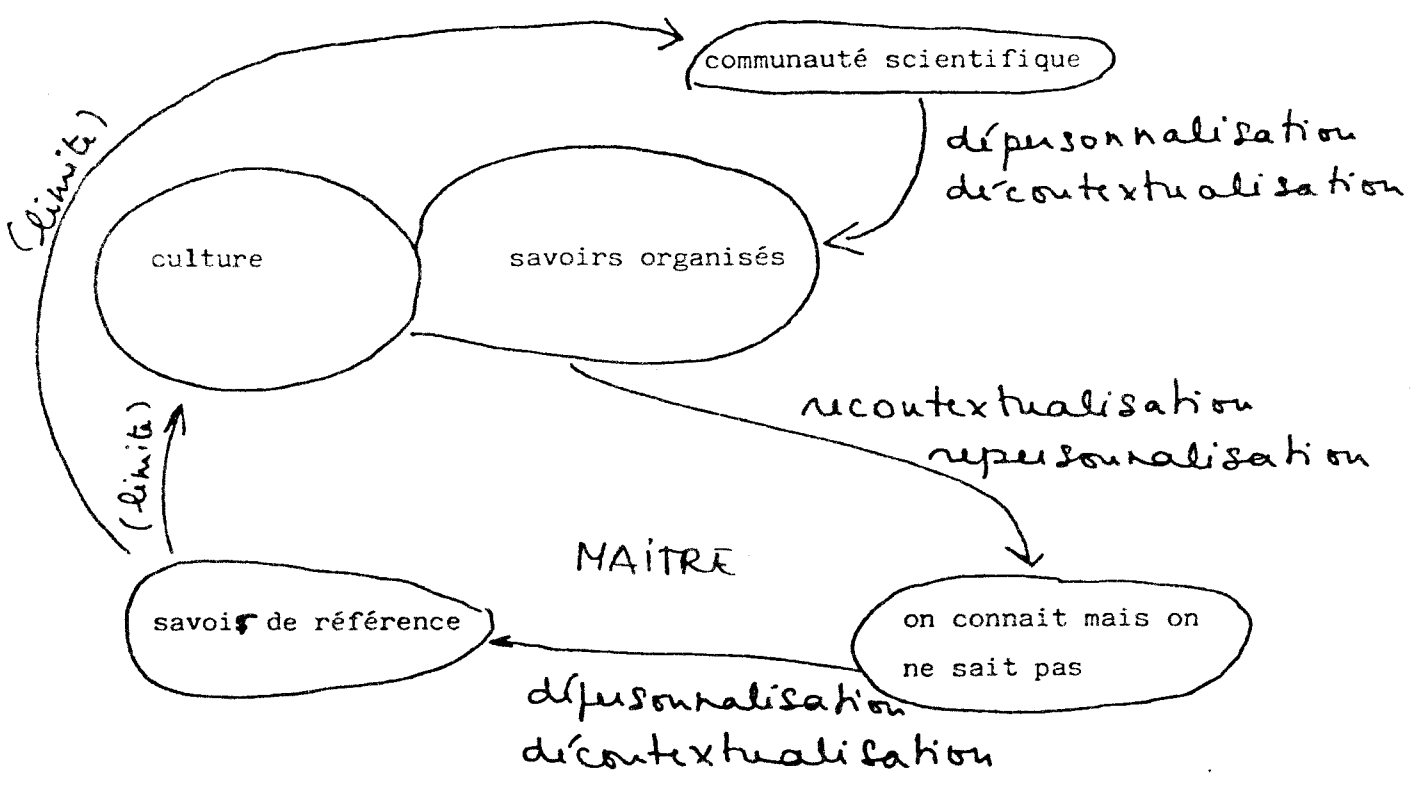 communauté scientifique
dépersonnalisation
décontextualisation
(limite)
culture
savoirs organisés
recontextualisation
repersonnalisation
(limite)
MAiTRE
savoir de référence
on connait mais on
ne sait pas
dépersonnalisation
décontextualisation